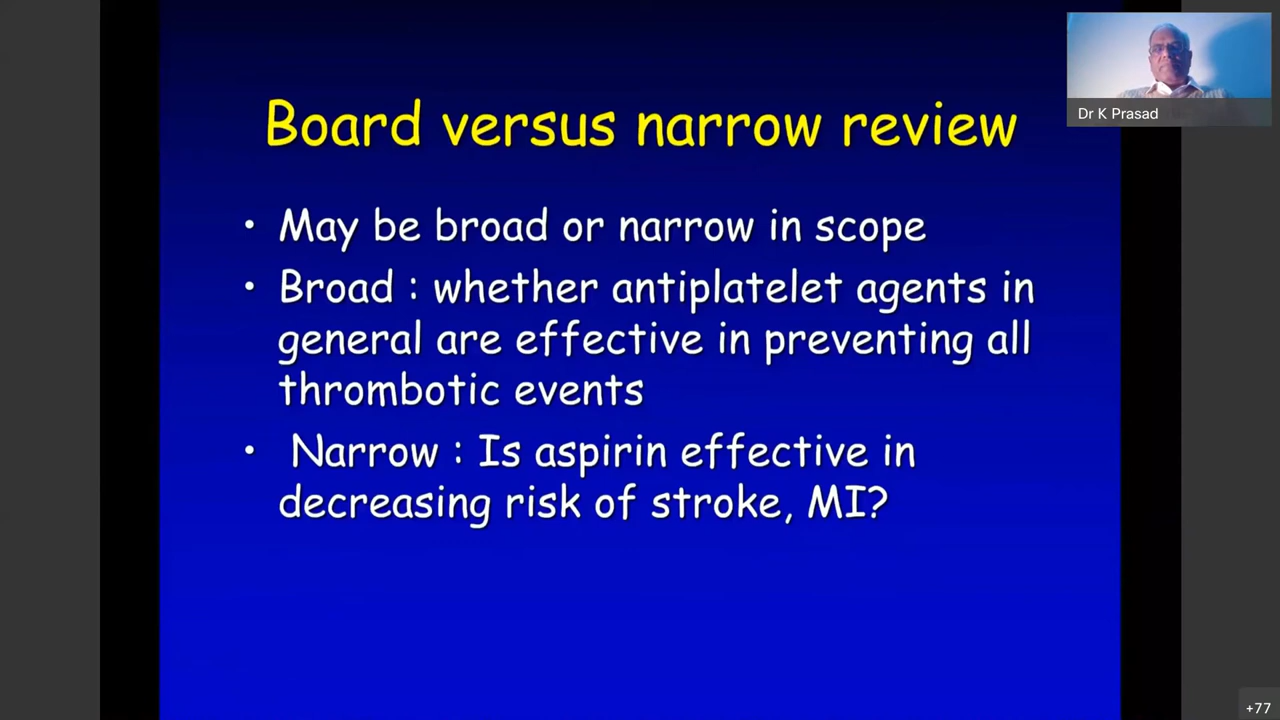 Board versus narrow review
• May be broad or narrow in scope
• Broad : whether antiplatelet agents in
general are effective in preventing all
thrombotic events
• Narrow : Is aspirin effective in
decreasing risk of stroke, MI?
Dr K Prasad
+77